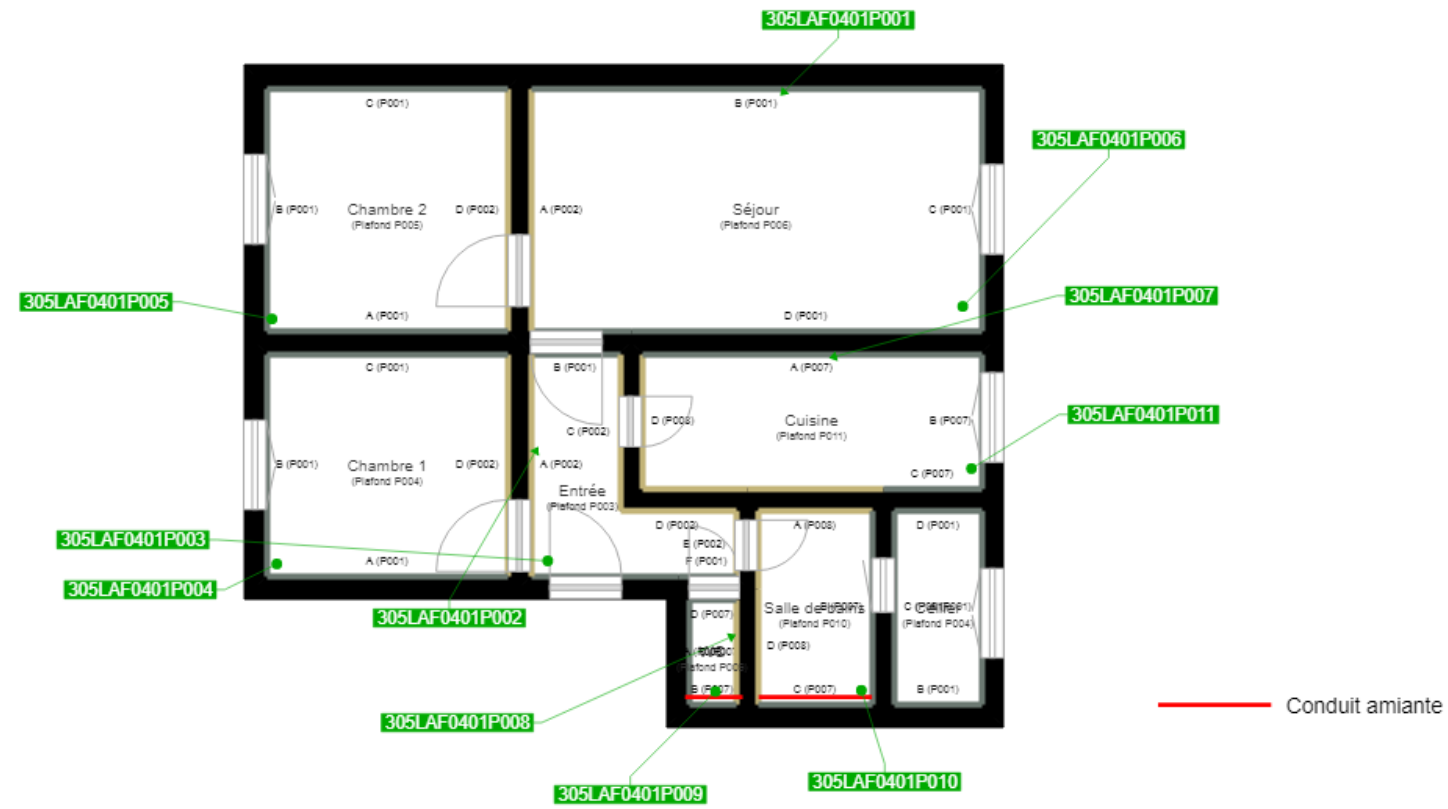 305LAF0401P001
305LAF0401P006
C (P001)
B (P001)
B (P001)
Chambre 2
(Plafond P005)
D (P002)
A (P002)
Séjour
(Plafond P006)
C (P001)
305LAF0401P005
A (P001)
D (P001)
305LAF0401P007
C (P001)
B (P001)
A (P007)
305LAF0401P011
C (P002)
D (P008)
Cuisine
(Plafond P011)
B (P007)
B (P001)
Chambre 1
(Plafond P004)
D (P002)
A (P002)
C (P007)
Entrée
(Plafond P003)
D (P002)
A (P008)
D (P001)
E (P002)
F (P001)
305LAF0401P003
A (P001)
305LAF0401P004
305LAF0401P002
D (P007)
Salle de bains
(Plafond P010)
(Plafond P004)
D (P008)
B (P007)
C (P007)
B (P001)
Conduit amiante
305LAF0401P008
305LAF0401P009
305LAF0401P010